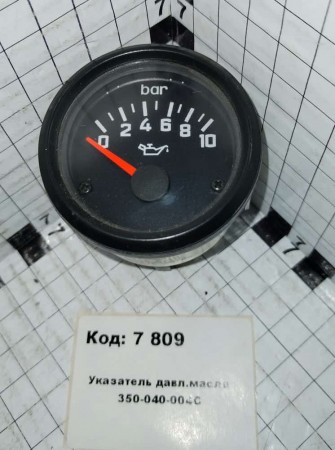 bar
0 2 4 6 8 10
Код: 7 809
Указатель давл.масла
350-040-004С